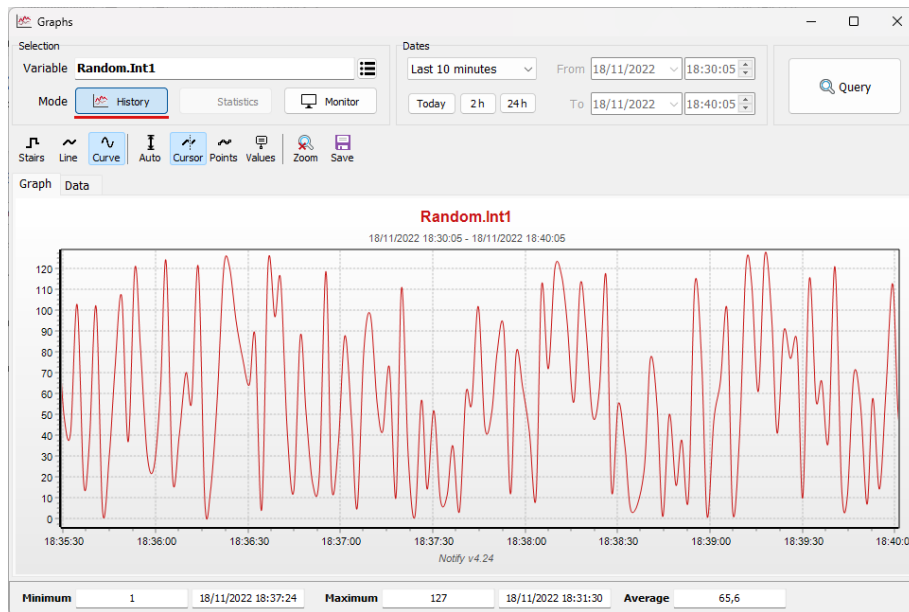 Graphs
Selection
Variable Random.Int1
Mode History Statistics Monitor
Dates
Last 10 minutes From 18/11/2022 18:30:05
Today 2 h 24 h To 18/11/2022 18:40:05
Query
Stairs Line Curve Auto Cursor Points Values Zoom Save
Graph Data
Random.Int1
18/11/2022 18:30:05 - 18/11/2022 18:40:05
120
110
100
90
80
70
60
50
40
30
20
10
0
18:35:30 18:36:00 18:36:30 18:37:00 18:37:30 18:38:00 18:38:30 18:39:00 18:39:30 18:40:0
Notify v4.24
Minimum 1 18/11/2022 18:37:24 Maximum 127 18/11/2022 18:31:30 Average 65,6